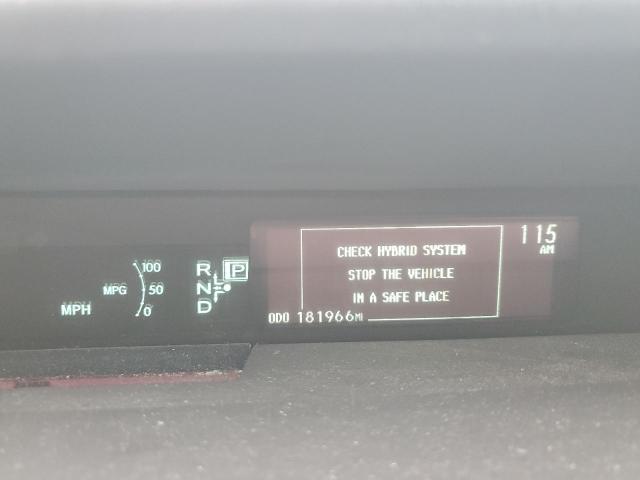 115
AM
CHECK HYBRID SYSTEM
STOP THE VEHICLE
IN A SAFE PLACE
ODO 181966MI
MPH
MPG
100
50
0
R
N
D
P